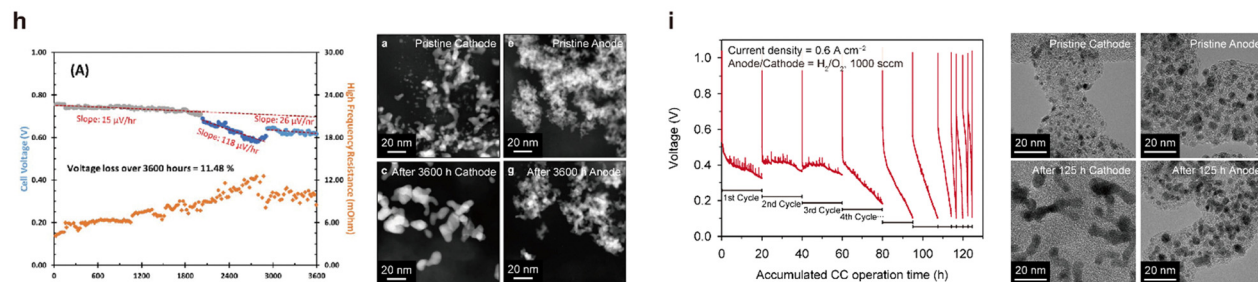 h
(A)
Cell Voltage (V)
1.00
0.80
0.60
0.40
0.20
0.00
High Frequency Resistance (mOhm)
30.00
24.00
18.00
12.00
6.00
0.00
Slope: 15 µV/hr
Slope: 118 µV/hr
Slope: 26 µV/hr
Voltage loss over 3600 hours = 11.48 %
0 600 1200 1800 2400 3000 3600
a Pristine Cathode
20 nm
e Pristine Anode
20 nm
c After 3600 h Cathode
20 nm
g After 3600 h Anode
20 nm
i
Voltage (V)
1.0
0.8
0.6
0.4
0.2
0.0
Current density = 0.6 A cm⁻²
Anode/Cathode = H₂/O₂, 1000 sccm
1st Cycle
2nd Cycle
3rd Cycle
4th Cycle···
0 20 40 60 80 100 120
Accumulated CC operation time (h)
Pristine Cathode
20 nm
Pristine Anode
20 nm
After 125 h Cathode
20 nm
After 125 h Anode
20 nm